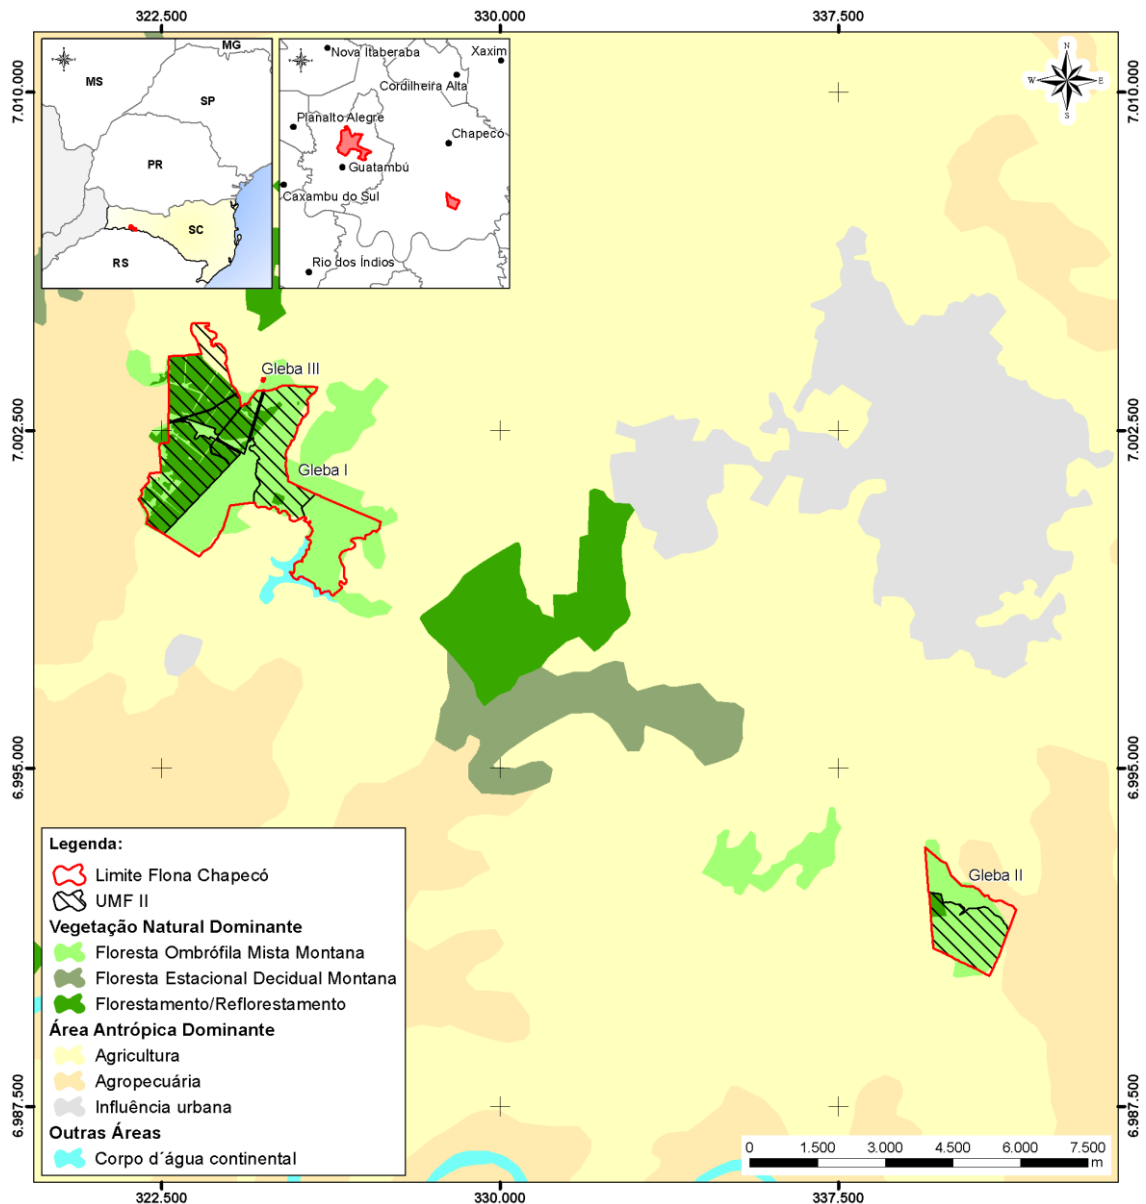 322.500
330.000
337.500
7.010.000
7.002.500
6.995.000
6.987.500
MG
MS
SP
PR
SC
RS
Nova Itaberaba
Xaxim
Cordilheira Alta
Planalto Alegre
Chapecó
Guatambú
Caxambu do Sul
Rio dos Índios
N
W
E
S
7.010.000
7.002.500
6.995.000
6.987.500
Gleba III
Gleba I
Gleba II
Legenda:
Limite Flona Chapecó
UMF II
Vegetação Natural Dominante
Floresta Ombrófila Mista Montana
Floresta Estacional Decidual Montana
Florestamento/Reflorestamento
Área Antrópica Dominante
Agricultura
Agropecuária
Influência urbana
Outras Áreas
Corpo d´água continental
0 1.500 3.000 4.500 6.000 7.500
m
322.500
330.000
337.500